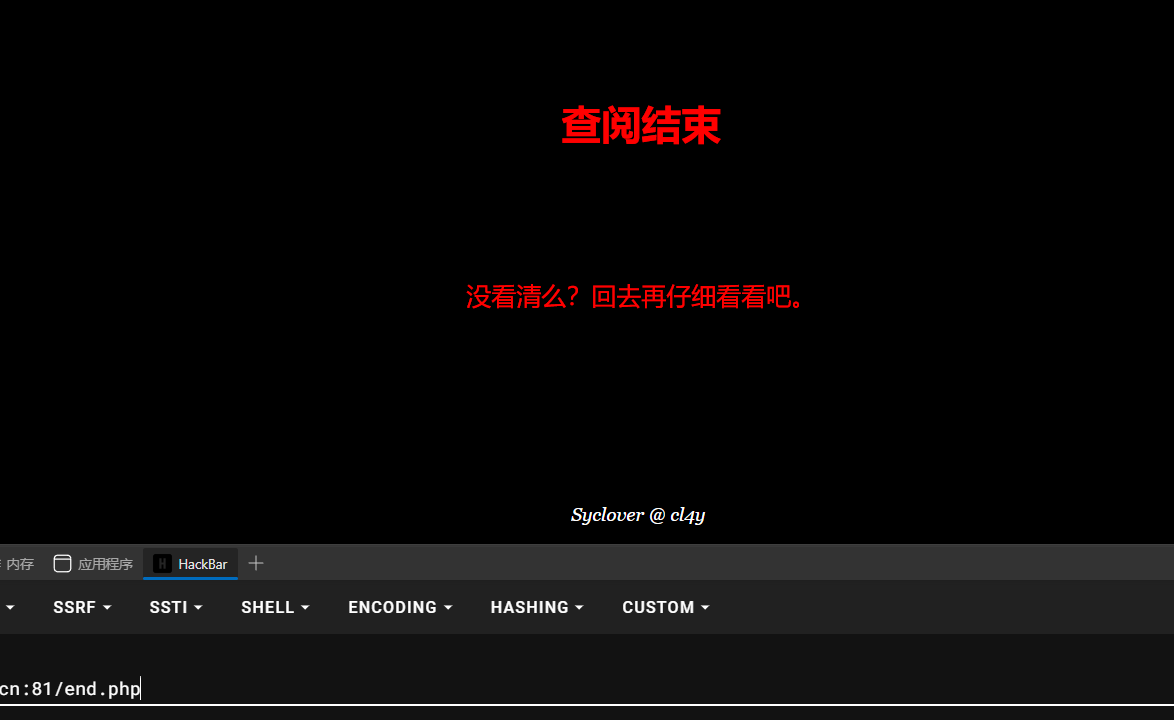 查阅结束
没看清么？回去再仔细看看吧。
Syclover @ cl4y
内存 应用程序 HackBar
SSRF SSTI SHELL ENCODING HASHING CUSTOM
cn:81/end.php